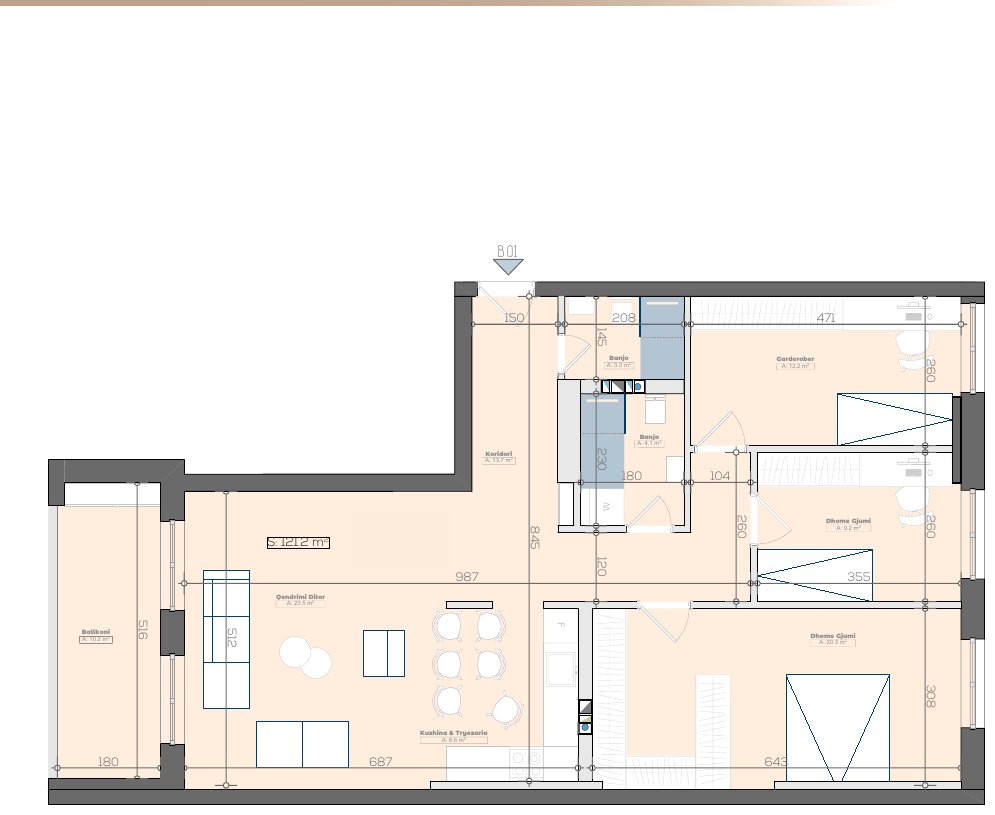 B01
150
208
471
145
Banjo
A: 3.0 m²
Garderober
A: 12.2 m²
260
Banjo
A: 4.1 m²
Koridori
A: 13.7 m²
230
180
104
W
Dhome Gjumi
A: 9.2 m²
260
260
845
S: 121.2 m²
120
987
355
Qendrimi Ditor
A: 23.5 m²
F
516
512
Ballkoni
A: 10.2 m²
Dhome Gjumi
A: 20.3 m²
308
Kuzhina & Tryezaria
A: 6.6 m²
180
687
643